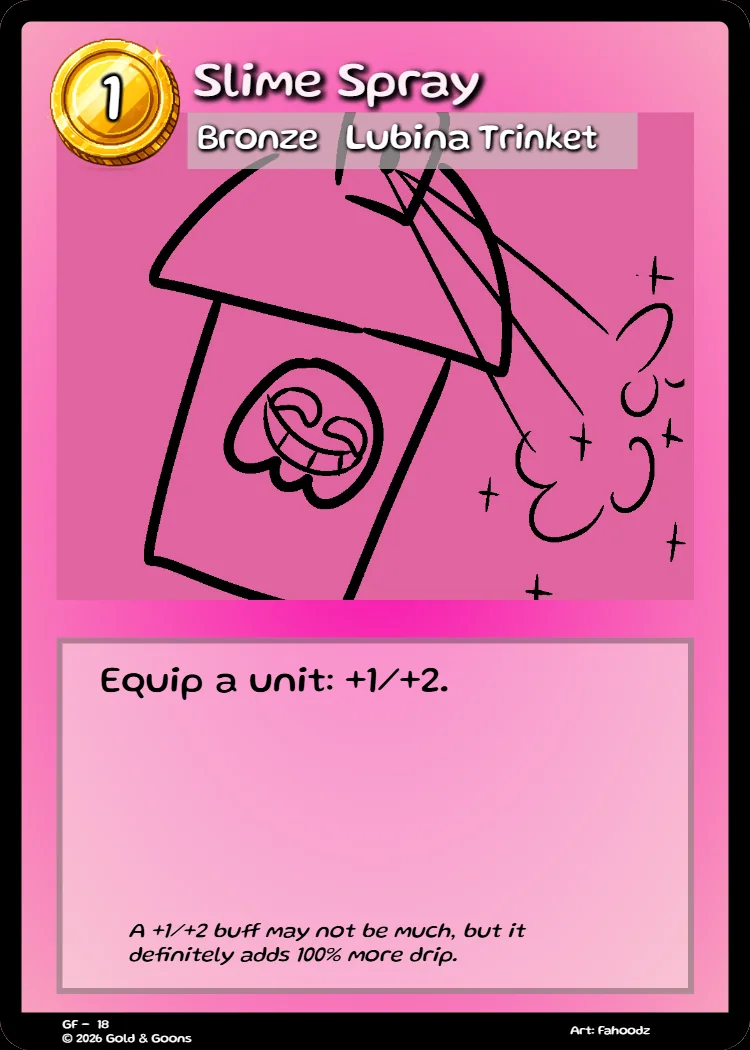 1
Slime Spray
Bronze Lubina Trinket
Equip a unit: +1/+2.
A +1/+2 buff may not be much, but it
definitely adds 100% more drip.
GF - 18
© 2026 Gold & Goons
Art: Fahoodz